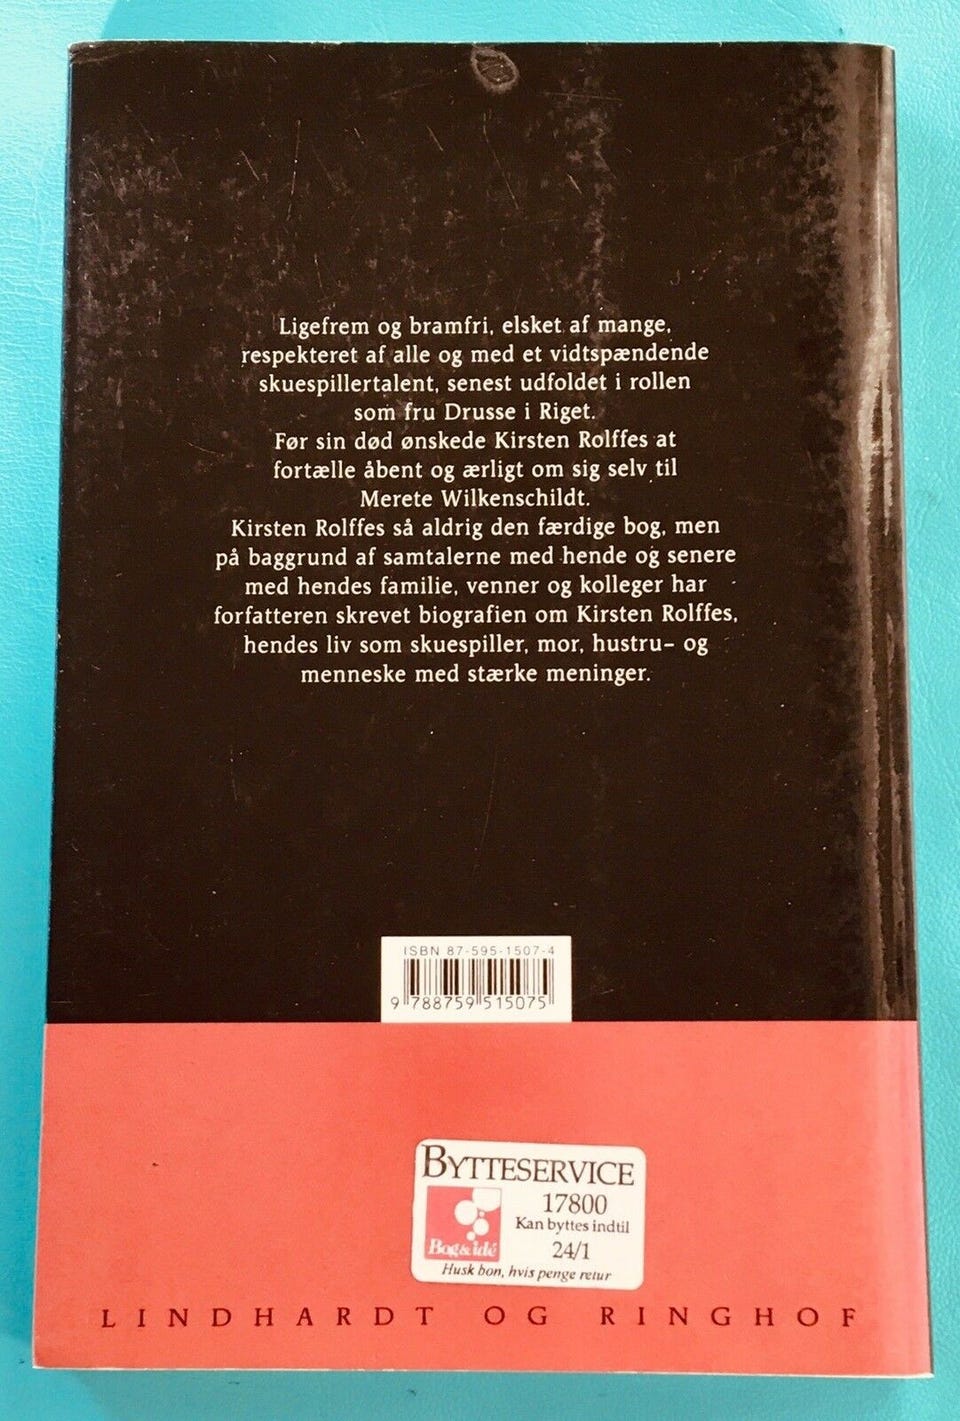 Ligefrem og bramfri, elsket af mange,
respekteret af alle og med et vidtspændende
skuespillertalent, senest udfoldet i rollen
som fru Drusse i Riget.
Før sin død ønskede Kirsten Rolffes at
fortælle åbent og ærligt om sig selv til
Merete Wilkenschildt.
Kirsten Rolffes så aldrig den færdige bog, men
på baggrund af samtalerne med hende og senere
med hendes familie, venner og kolleger har
forfatteren skrevet biografien om Kirsten Rolffes,
hendes liv som skuespiller, mor, hustru- og
menneske med stærke meninger.
ISBN 87-595-1507-4
9 788759 515075
BYTTESERVICE
17800
Kan byttes indtil
24/1
Bog & idé
Husk bon, hvis penge retur
LINDHARDT OG RINGHOF